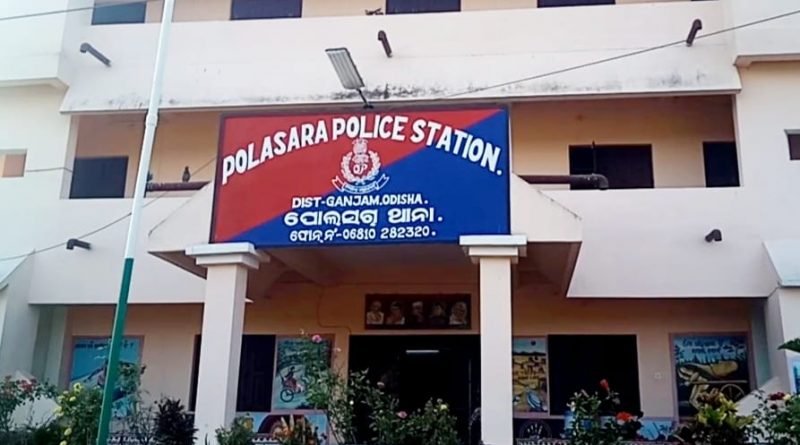 POLASARA POLICE STATION.
DIST-GANJAM.ODISHA.
ପୋଲସରା ଥାନା.
ଫୋନ୍ ନଂ-06810 282320.